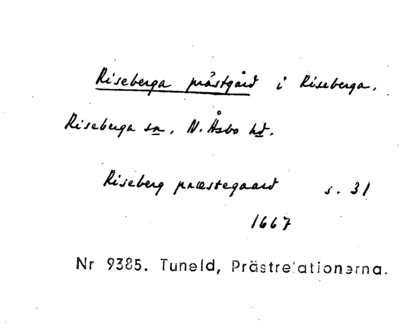 Riseberga prästgård i Riseberga.
Riseberga sn, N. Åsbo hd.
Riseberg præstegaard s. 31
1667
Nr 9385. Tuneld, Prästrelationerna.